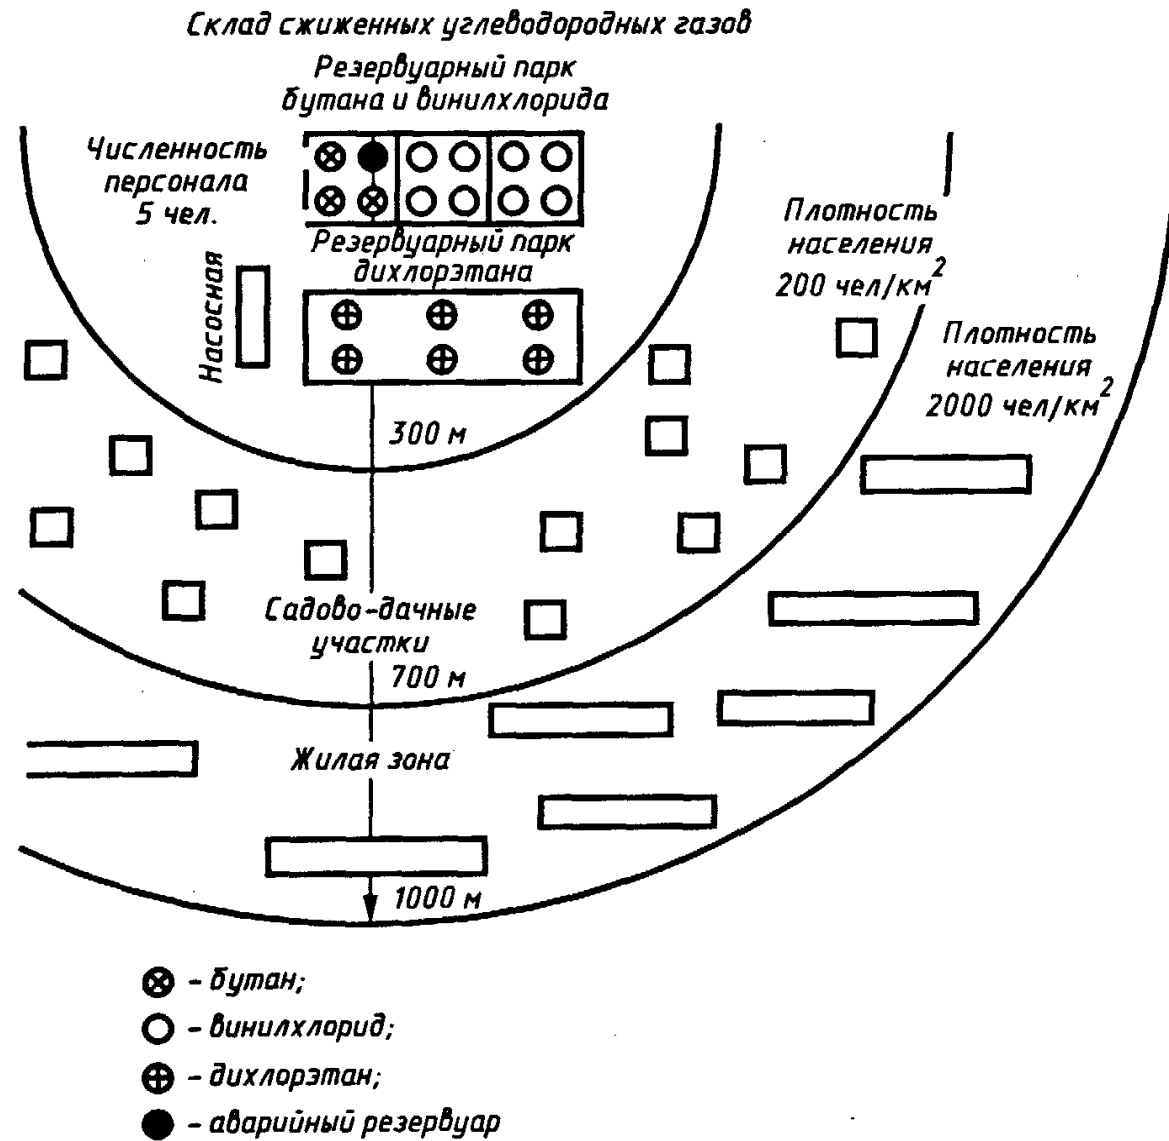 Склад сжиженных углеводородных газов
Резервуарный парк
бутана и винилхлорида
Численность
персонала
5 чел.
Резервуарный парк
дихлорэтана
Насосная
Плотность
населения
200 чел/км²
Плотность
населения
2000 чел/км²
300 м
Садово-дачные
участки
700 м
Жилая зона
1000 м
– бутан;
– винилхлорид;
– дихлорэтан;
– аварийный резервуар